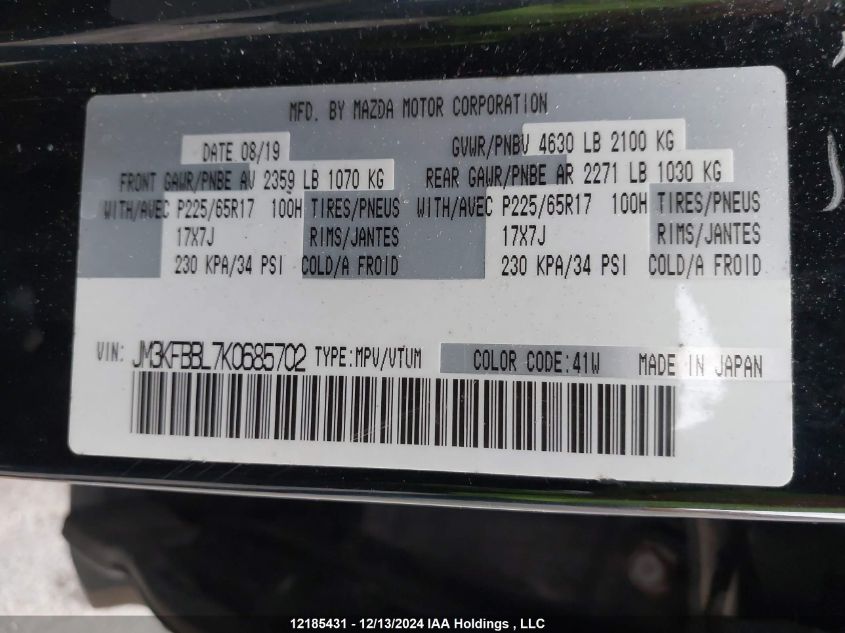 MFD. BY MAZDA MOTOR CORPORATION
DATE 08/19 GVWR/PNBV 4630 LB 2100 KG
FRONT GAWR/PNBE AV 2359 LB 1070 KG REAR GAWR/PNBE AR 2271 LB 1030 KG
WITH/AVEC P225/65R17 100H TIRES/PNEUS WITH/AVEC P225/65R17 100H TIRES/PNEUS
17X7J RIMS/JANTES 17X7J RIMS/JANTES
230 KPA/34 PSI COLD/A FROID 230 KPA/34 PSI COLD/A FROID
VIN: JM3KFBBL7K0685702 TYPE:MPV/VTUM COLOR CODE:41W MADE IN JAPAN
12185431 - 12/13/2024 IAA Holdings , LLC